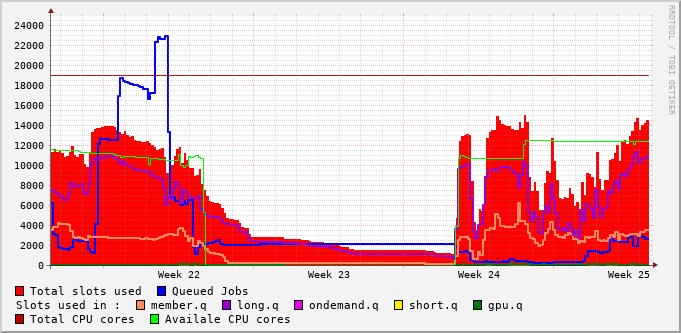 RRDTOOL / TOBI OETIKER
24000
22000
20000
18000
16000
14000
12000
10000
8000
6000
4000
2000
0
Week 22 Week 23 Week 24 Week 25
Total slots used Queued Jobs
Slots used in : member.q long.q ondemand.q short.q gpu.q
Total CPU cores Availale CPU cores